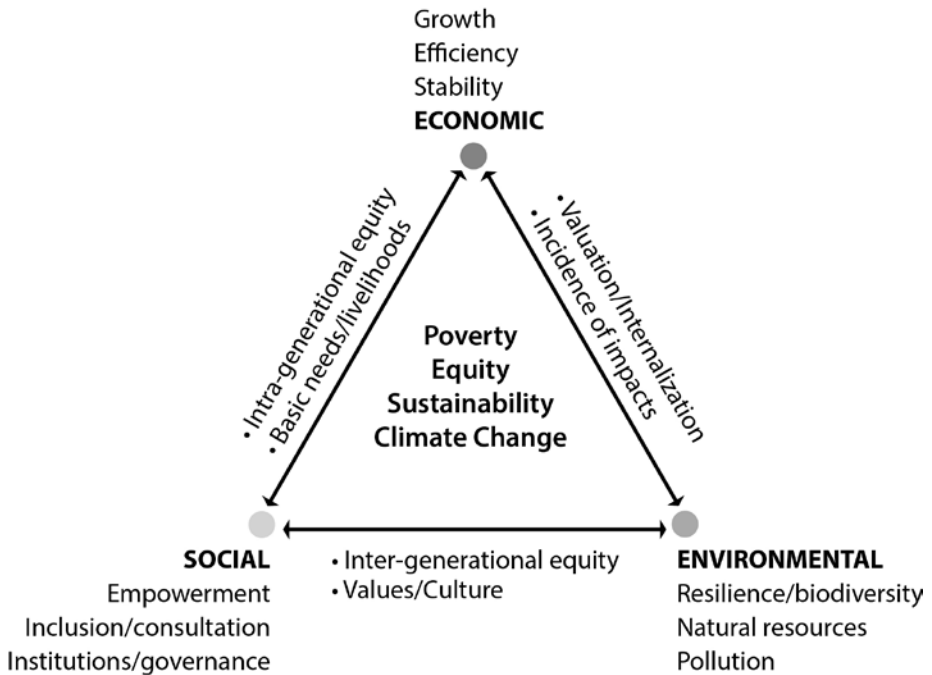 Growth
Efficiency
Stability
ECONOMIC
• Intra-generational equity
• Basic needs/livelihoods
• Valuation/Internalization
• Incidence of impacts
Poverty
Equity
Sustainability
Climate Change
SOCIAL
Empowerment
Inclusion/consultation
Institutions/governance
• Inter-generational equity
• Values/Culture
ENVIRONMENTAL
Resilience/biodiversity
Natural resources
Pollution